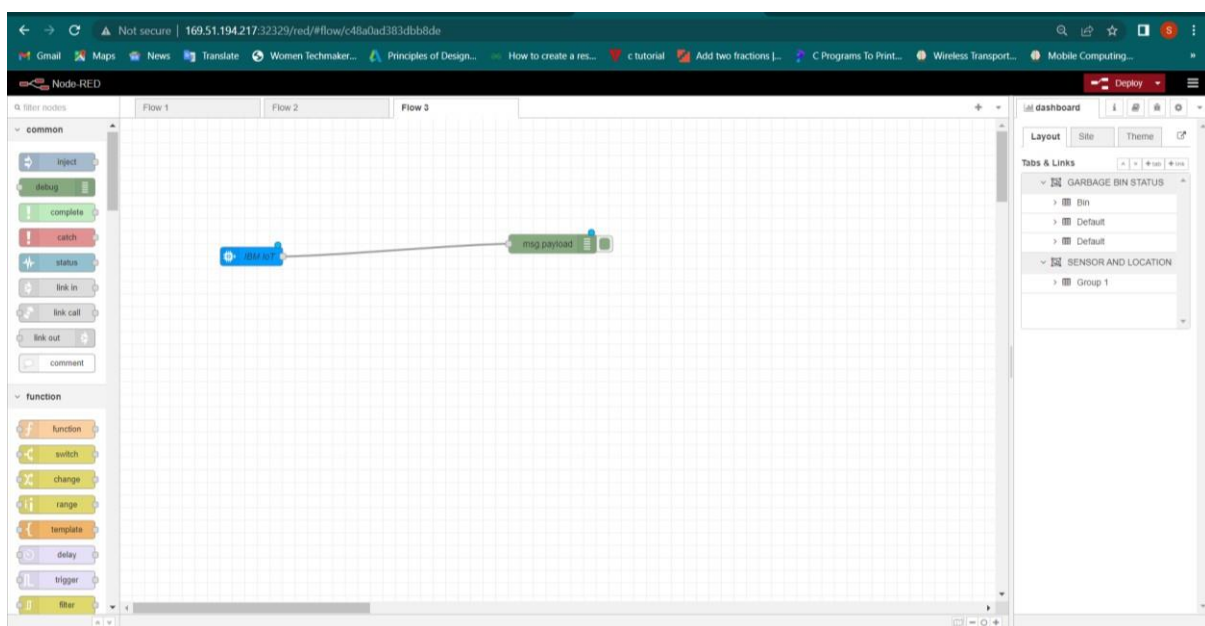 Not secure | 169.51.194.217:32329/red/#flow/c48a0ad383dbb8de
S
Gmail Maps News Translate Women Techmaker... Principles of Design... How to create a res... c tutorial Add two fractions |... C Programs To Print... Wireless Transport... Mobile Computing... »
Node-RED Deploy
filter nodes Flow 1 Flow 2 Flow 3 dashboard
common
Layout Site Theme
inject
Tabs & Links tab link
debug
GARBAGE BIN STATUS
complete
Bin
Default
catch
msg.payload
Default
status
IBM IoT
SENSOR AND LOCATION
link in
Group 1
link call
link out
comment
function
function
switch
change
range
template
delay
trigger
filter